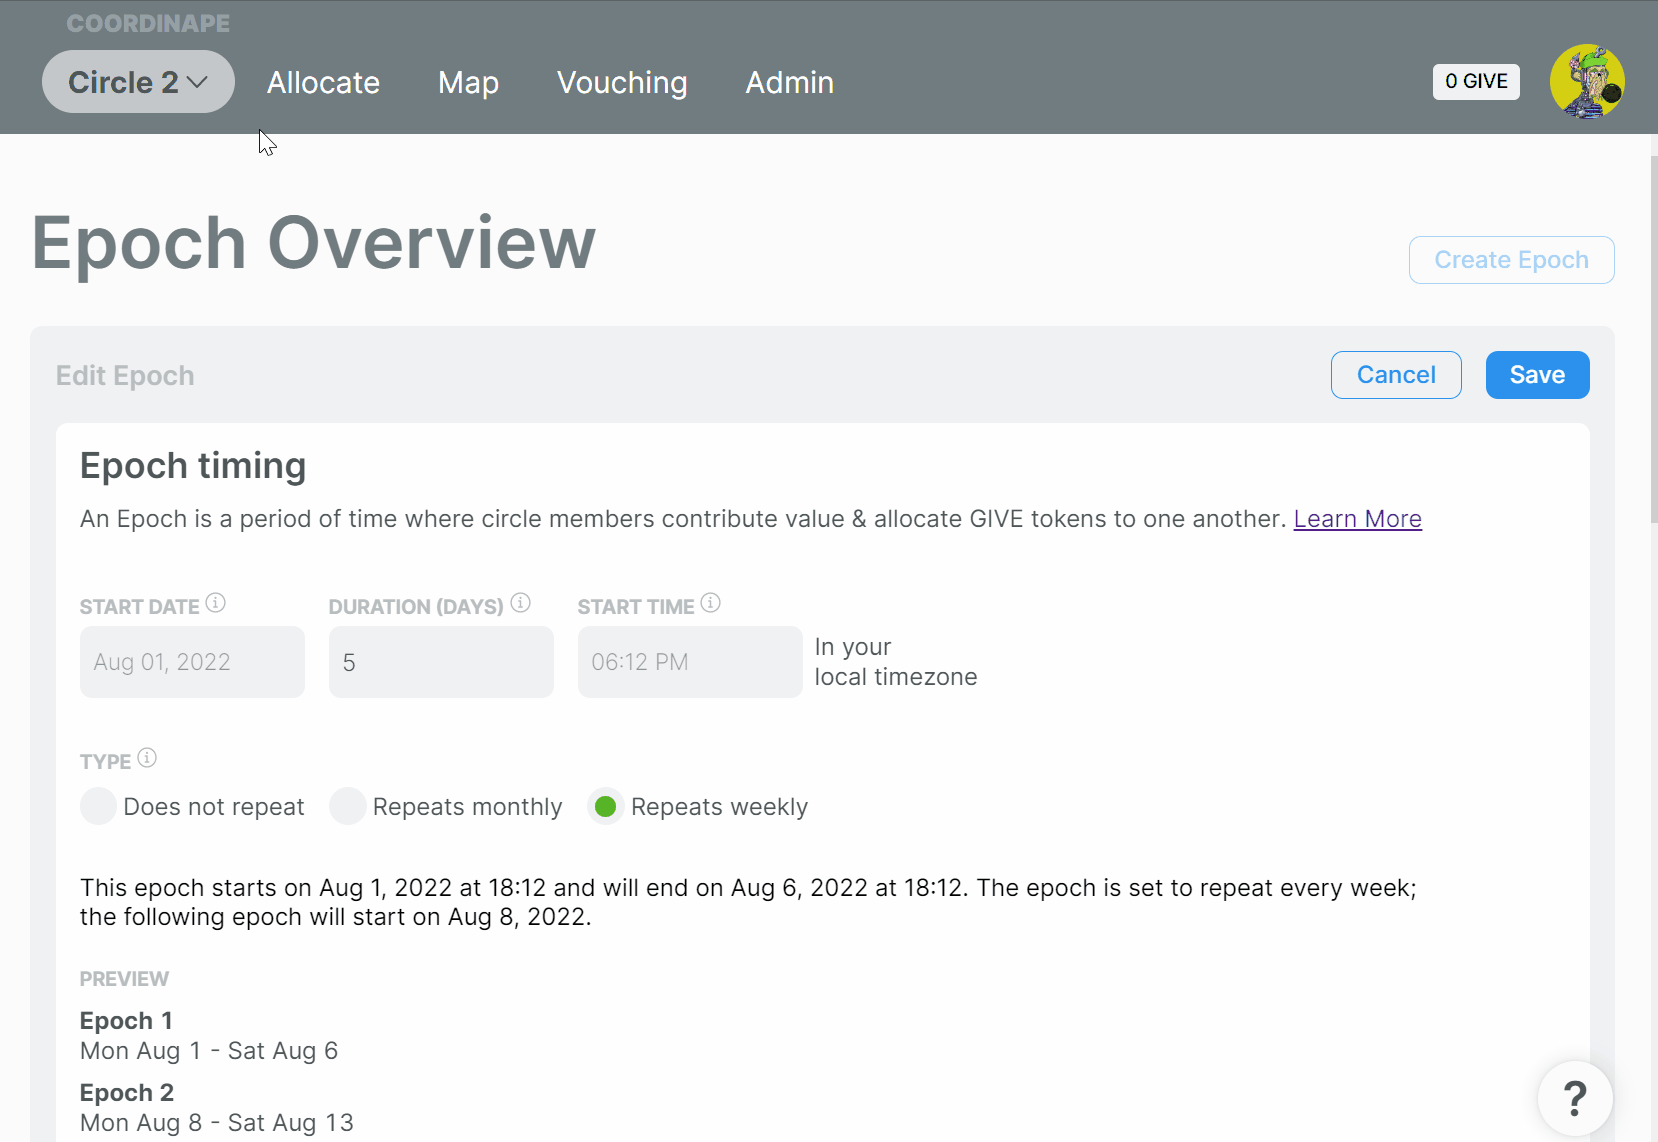 COORDINAPE
Circle 2
Allocate
Map
Vouching
Admin
0 GIVE
Epoch Overview
Create Epoch
Edit Epoch
Cancel
Save
Epoch timing
An Epoch is a period of time where circle members contribute value & allocate GIVE tokens to one another. Learn More
START DATE
DURATION (DAYS)
START TIME
Aug 01, 2022
5
06:12 PM
In your
local timezone
TYPE
Does not repeat
Repeats monthly
Repeats weekly
This epoch starts on Aug 1, 2022 at 18:12 and will end on Aug 6, 2022 at 18:12. The epoch is set to repeat every week;
the following epoch will start on Aug 8, 2022.
PREVIEW
Epoch 1
Mon Aug 1 - Sat Aug 6
Epoch 2
Mon Aug 8 - Sat Aug 13
?